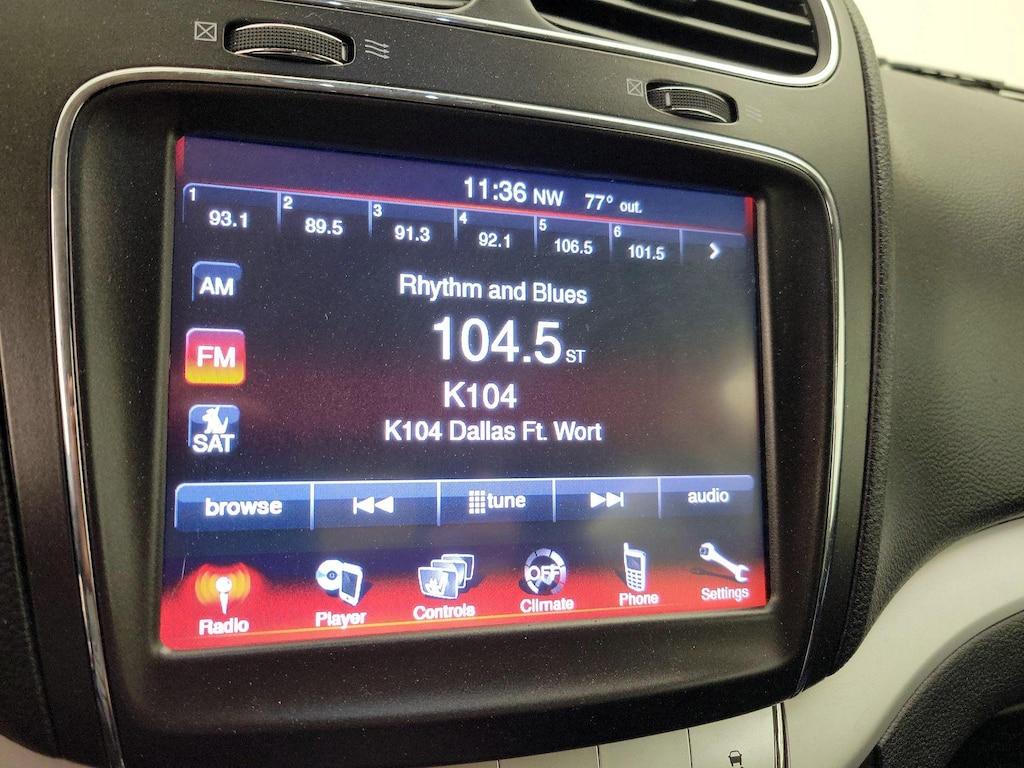 11:36 NW 77° out.
1 93.1 2 89.5 3 91.3 4 92.1 5 106.5 6 101.5
AM
Rhythm and Blues
FM
104.5 ST
K104
SAT
K104 Dallas Ft. Wort
browse tune audio
Radio Player Controls OFF Climate Phone Settings